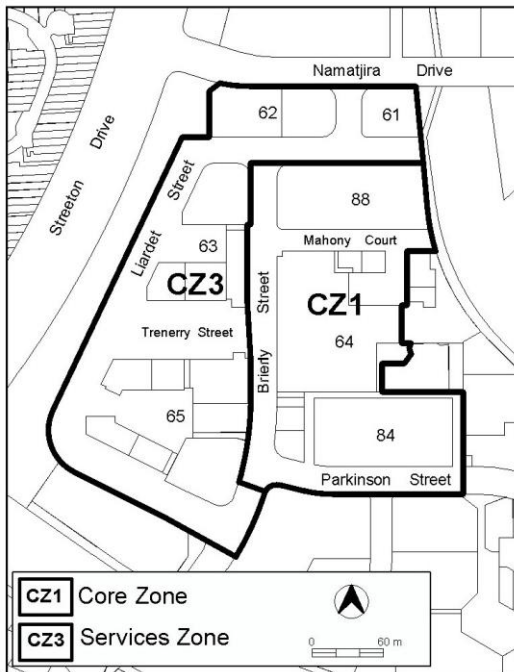 Namatjira Drive
62
61
Streeton Drive
Liardet Street
88
63
Mahony Court
CZ3
CZ1
Brierly Street
Trenerry Street
64
65
84
Parkinson Street
CZ1 Core Zone
CZ3 Services Zone
0 60 m